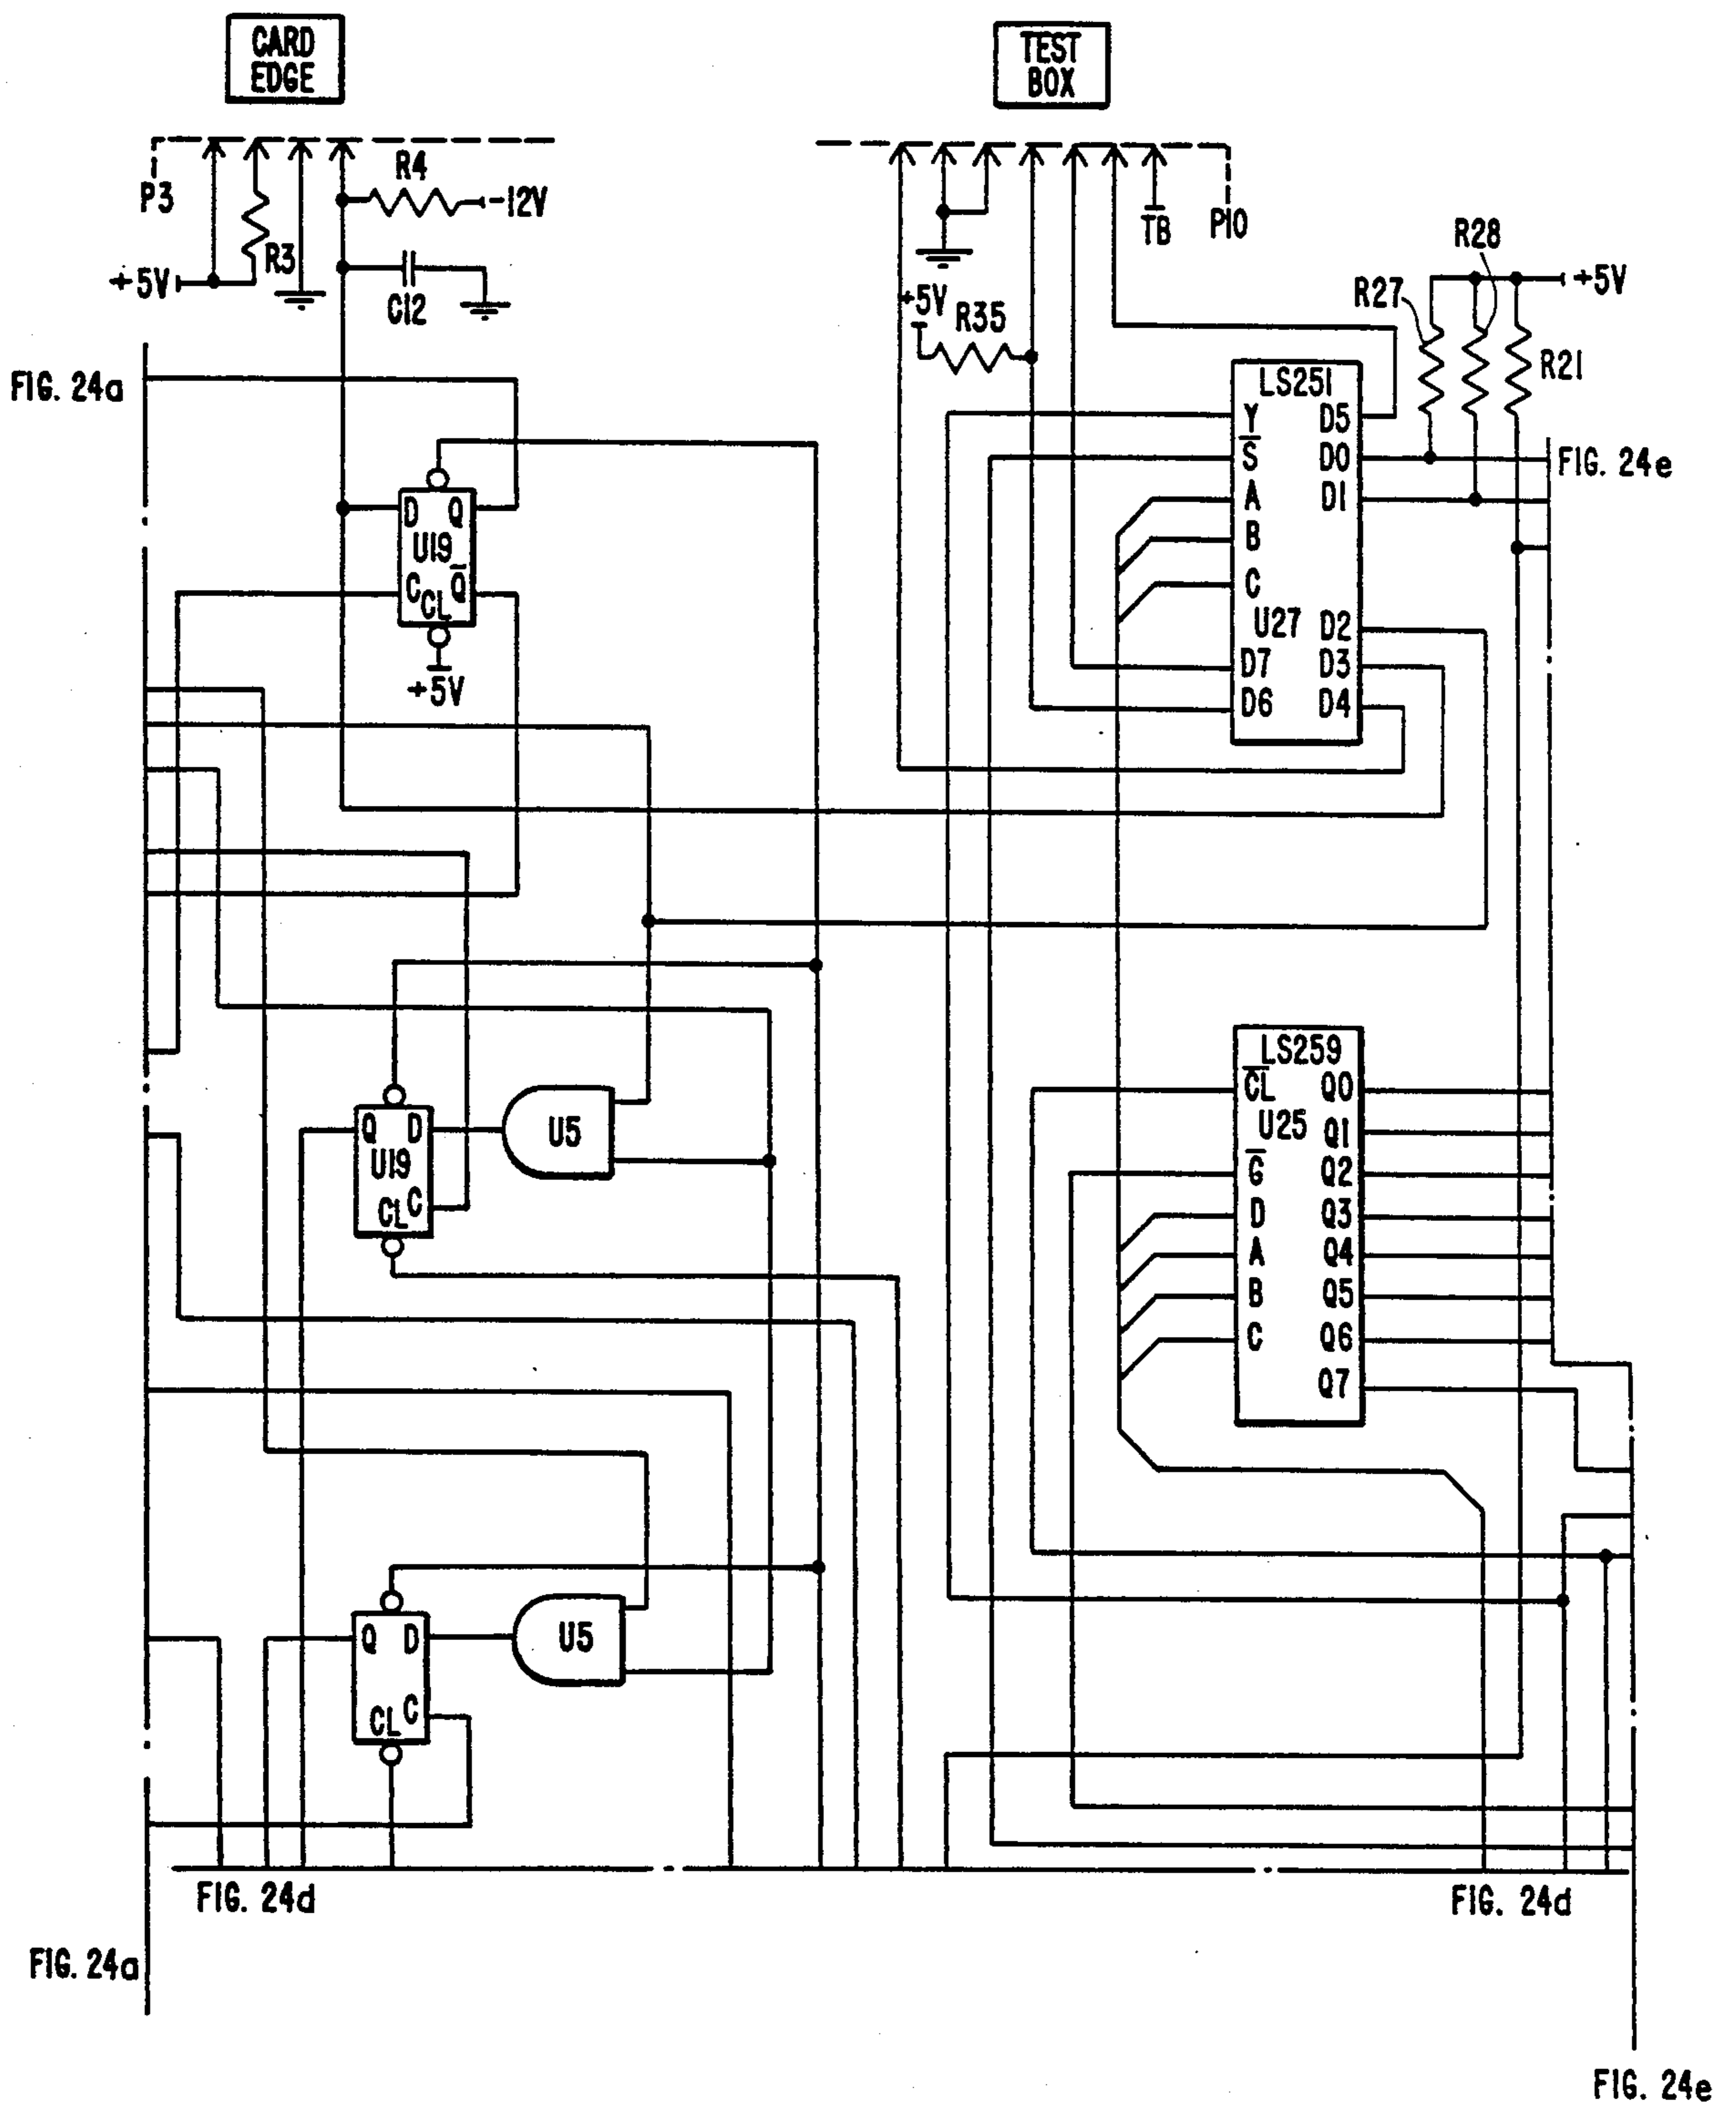 CARD
EDGE
TEST
BOX
P3
R4
-12V
R3
+5V
C12
TB
P10
R28
R27
+5V
R21
+5V
R35
FIG. 24a
LS251
Y
D5
S
D0
FIG. 24e
A
D1
B
C
U27
D2
D7
D3
D6
D4
D
Q
U19
C
CL
Q
+5V
LS259
CL
Q0
U25
Q1
G
Q2
D
Q3
A
Q4
B
Q5
C
Q6
Q7
Q
D
U5
U19
CL
C
Q
D
U5
CL
C
FIG. 24d
FIG. 24d
FIG. 24a
FIG. 24e